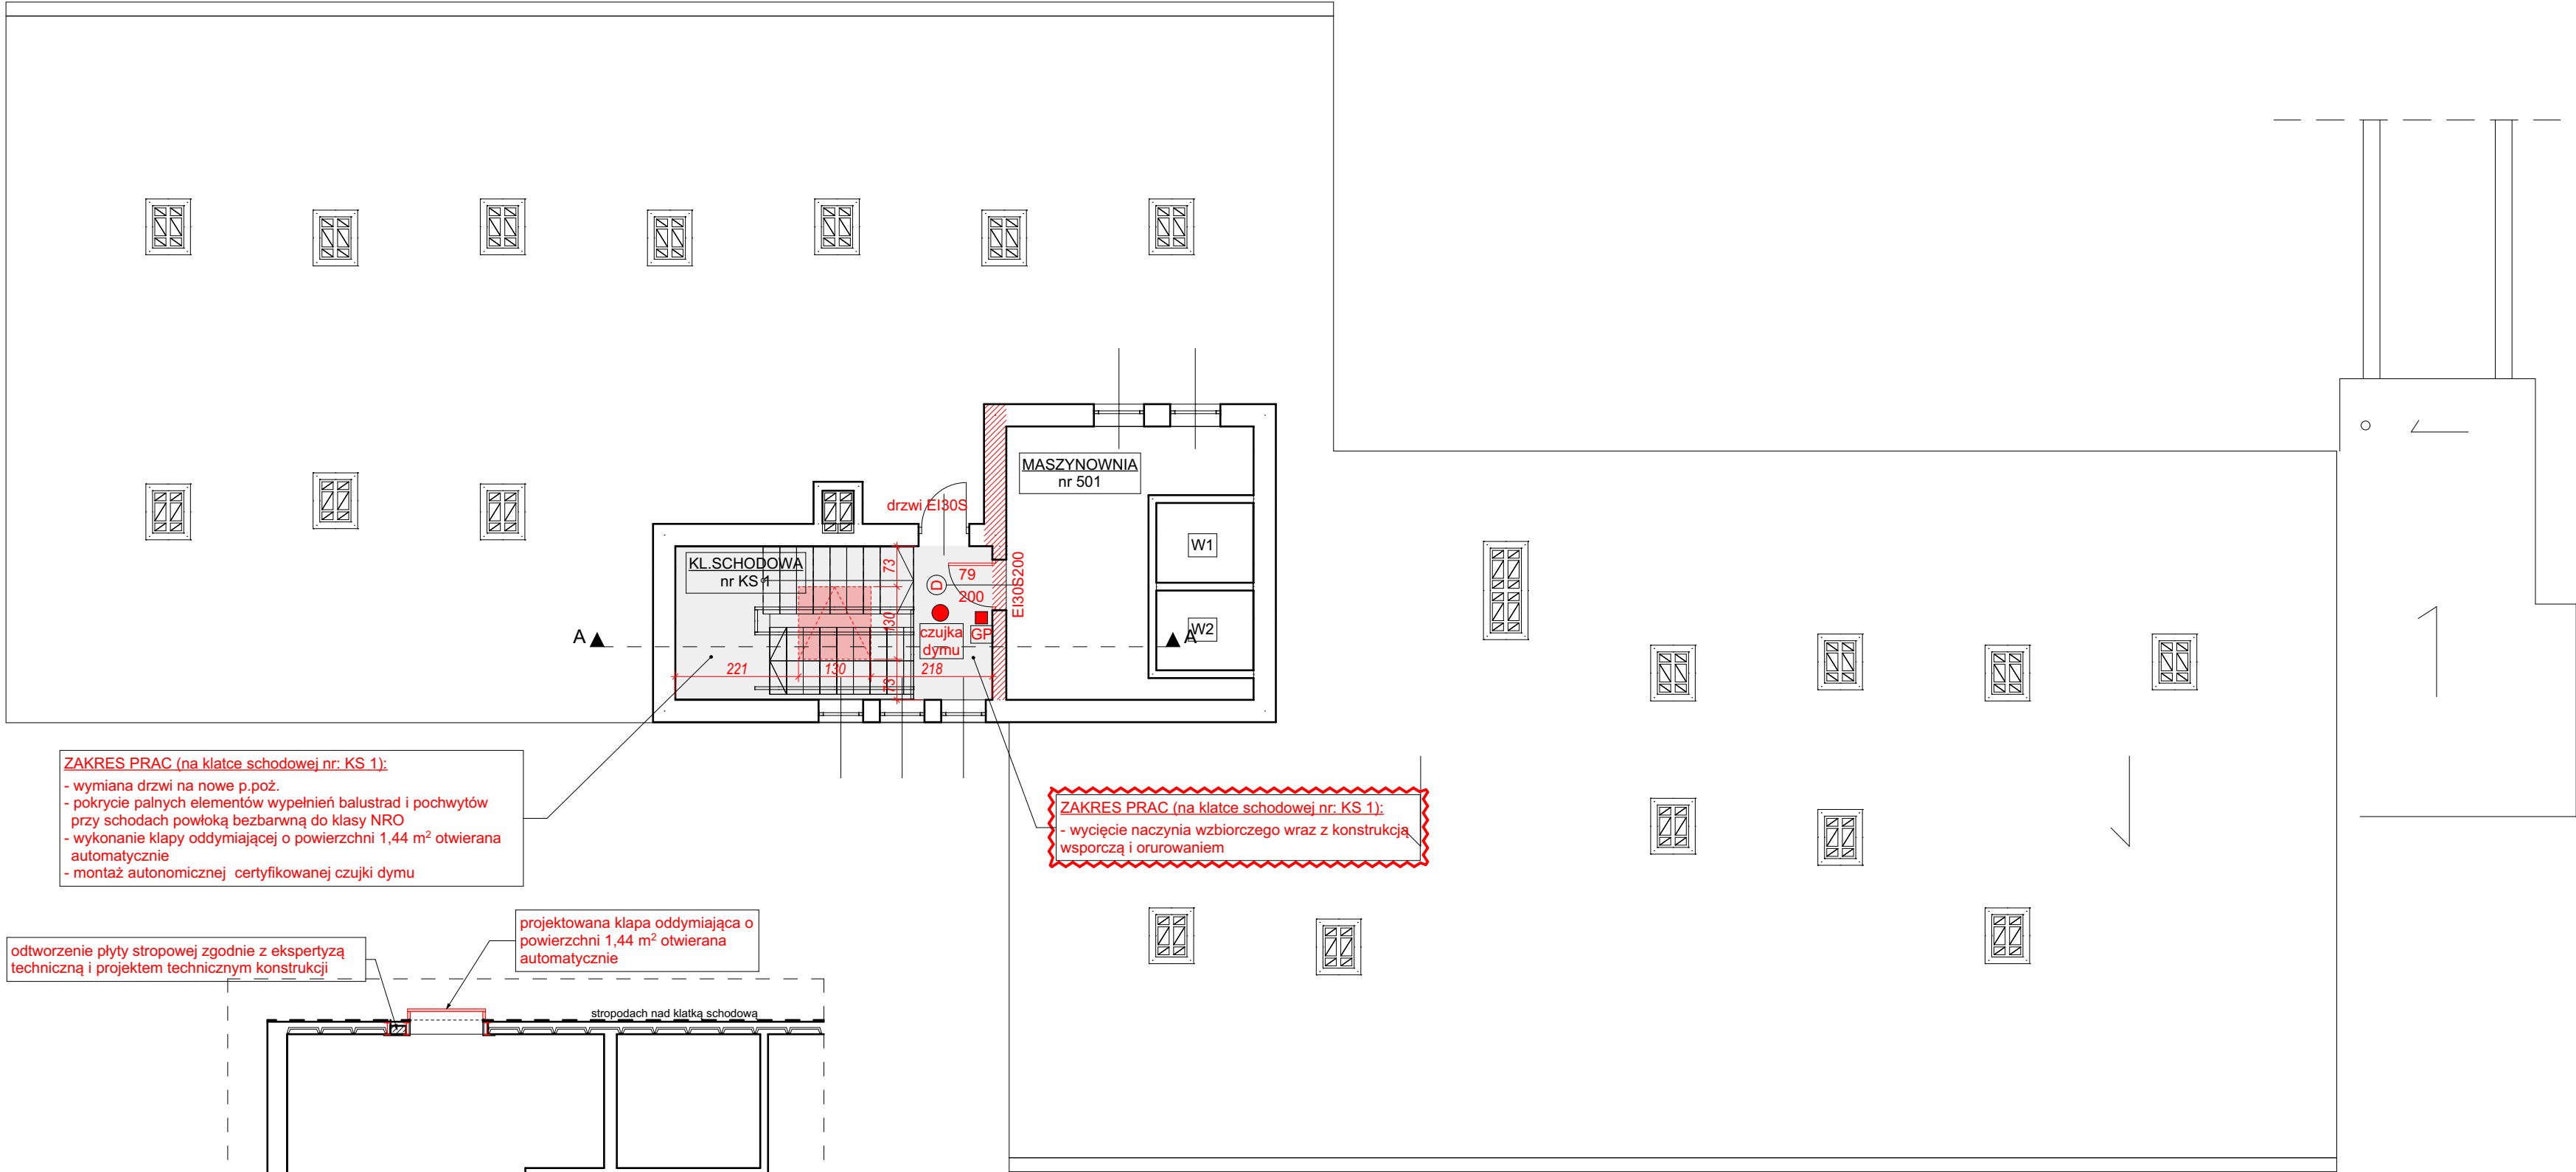 MASZYNOWNIA
nr 501
drzwi EI30S
W1
KL.SCHODOWA
nr KS 1
73
D
79
200
EI30S200
130
czujka
dymu
GP
W2
A
A
221
130
218
73
ZAKRES PRAC (na klatce schodowej nr: KS 1):
- wymiana drzwi na nowe p.poż.
- pokrycie palnych elementów wypełnień balustrad i pochwytów
przy schodach powłoką bezbarwną do klasy NRO
- wykonanie klapy oddymiającej o powierzchni 1,44 m² otwierana
automatycznie
- montaż autonomicznej certyfikowanej czujki dymu
ZAKRES PRAC (na klatce schodowej nr: KS 1):
- wycięcie naczynia wzbiorczego wraz z konstrukcją
wsporczą i orurowaniem
projektowana klapa oddymiająca o
powierzchni 1,44 m² otwierana
automatycznie
odtworzenie płyty stropowej zgodnie z ekspertyzą
techniczną i projektem technicznym konstrukcji
stropodach nad klatką schodową